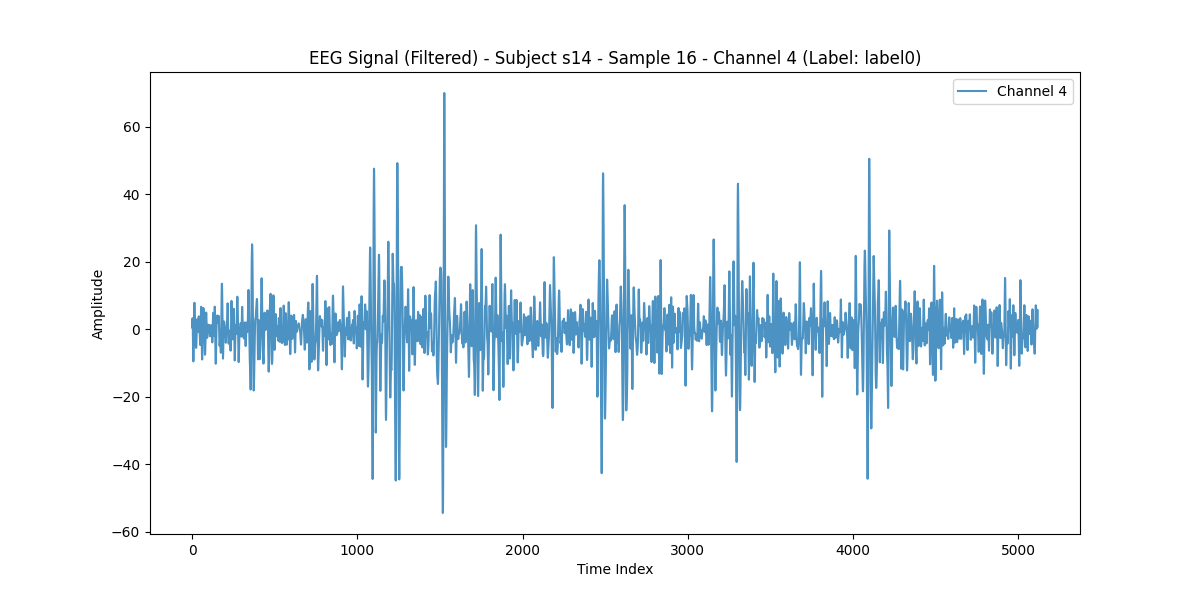 EEG Signal (Filtered) - Subject s14 - Sample 16 - Channel 4 (Label: label0)
Channel 4
60
40
20
0
−20
−40
−60
Amplitude
0 1000 2000 3000 4000 5000
Time Index